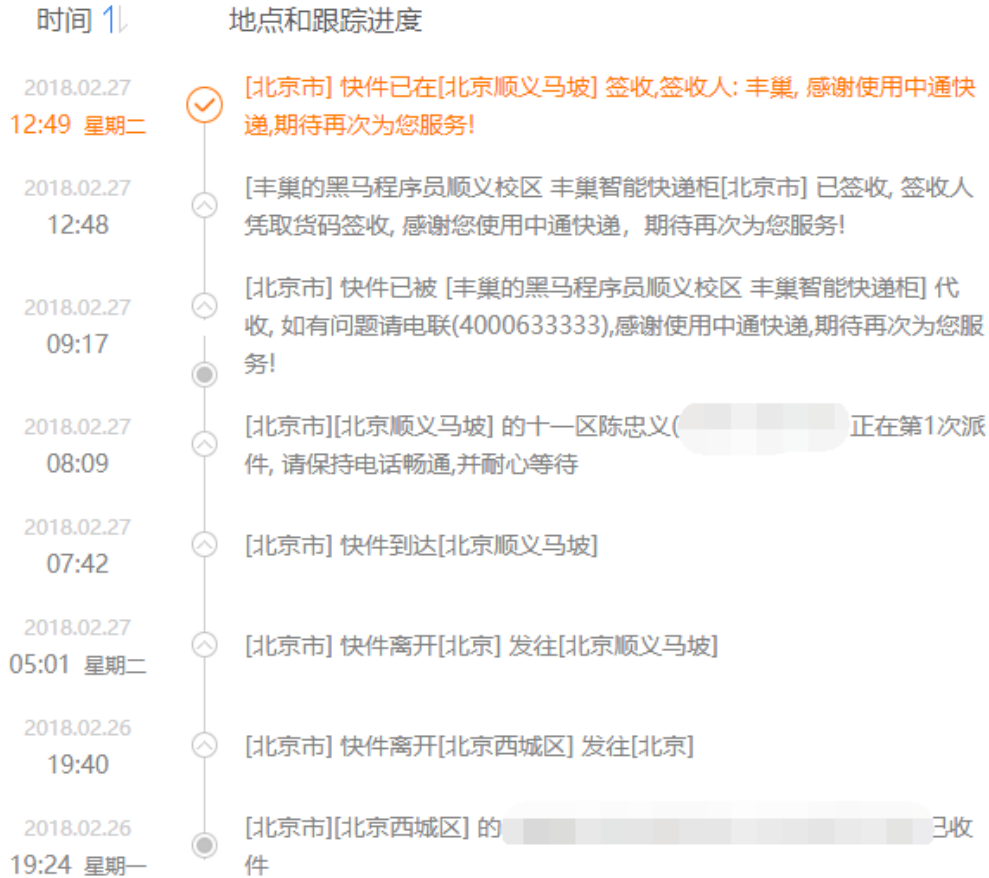 时间
地点和跟踪进度
2018.02.27
12:49 星期二
[北京市] 快件已在[北京顺义马坡] 签收,签收人: 丰巢, 感谢使用中通快
递,期待再次为您服务!
2018.02.27
12:48
[丰巢的黑马程序员顺义校区 丰巢智能快递柜[北京市] 已签收, 签收人
凭取货码签收, 感谢您使用中通快递，期待再次为您服务!
2018.02.27
09:17
[北京市] 快件已被 [丰巢的黑马程序员顺义校区 丰巢智能快递柜] 代
收, 如有问题请电联(4000633333),感谢使用中通快递,期待再次为您服
务!
2018.02.27
08:09
[北京市][北京顺义马坡] 的十一区陈忠义( 正在第1次派
件, 请保持电话畅通,并耐心等待
2018.02.27
07:42
[北京市] 快件到达[北京顺义马坡]
2018.02.27
05:01 星期二
[北京市] 快件离开[北京] 发往[北京顺义马坡]
2018.02.26
19:40
[北京市] 快件离开[北京西城区] 发往[北京]
2018.02.26
19:24 星期一
[北京市][北京西城区] 的 已收
件